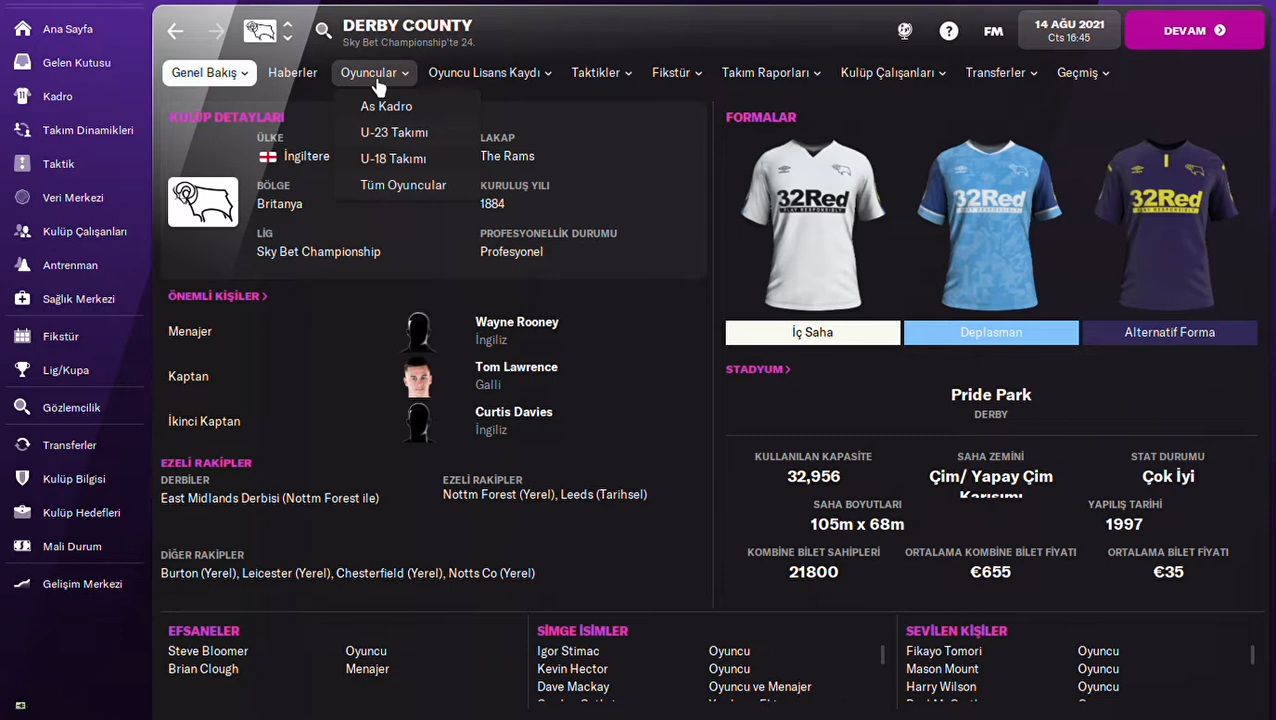 Ana Sayfa
Gelen Kutusu
Kadro
Takım Dinamikleri
Taktik
Veri Merkezi
Kulüp Çalışanları
Antrenman
Sağlık Merkezi
Fikstür
Lig/Kupa
Gözlemcilik
Transferler
Kulüp Bilgisi
Kulüp Hedefleri
Mali Durum
Gelişim Merkezi
DERBY COUNTY
Sky Bet Championship'te 24.
?
FM
14 AĞU 2021
Cts 16:45
DEVAM
Genel Bakış
Haberler
Oyuncular
Oyuncu Lisans Kaydı
Taktikler
Fikstür
Takım Raporları
Kulüp Çalışanları
Transferler
Geçmiş
As Kadro
U-23 Takımı
U-18 Takımı
Tüm Oyuncular
KULÜP DETAYLARI
ÜLKE
İngiltere
LAKAP
The Rams
BÖLGE
Britanya
KURULUŞ YILI
1884
LİG
Sky Bet Championship
PROFESYONELLİK DURUMU
Profesyonel
ÖNEMLİ KİŞİLER >
Menajer
Wayne Rooney
İngiliz
Kaptan
Tom Lawrence
Galli
İkinci Kaptan
Curtis Davies
İngiliz
EZELİ RAKİPLER
DERBİLER
East Midlands Derbisi (Nottm Forest ile)
EZELİ RAKİPLER
Nottm Forest (Yerel), Leeds (Tarihsel)
DİĞER RAKİPLER
Burton (Yerel), Leicester (Yerel), Chesterfield (Yerel), Notts Co (Yerel)
FORMALAR
32Red
PLAY RESPONSIBLY
32Red
PLAY RESPONSIBLY
32Red
PLAY RESPONSIBLY
İç Saha
Deplasman
Alternatif Forma
STADYUM >
Pride Park
DERBY
KULLANILAN KAPASİTE
32,956
SAHA ZEMİNİ
Çim/ Yapay Çim
Karışımı
STAT DURUMU
Çok İyi
SAHA BOYUTLARI
105m x 68m
YAPILIŞ TARİHİ
1997
KOMBİNE BİLET SAHİPLERİ
21800
ORTALAMA KOMBİNE BİLET FİYATI
€655
ORTALAMA BİLET FİYATI
€35
EFSANELER
Steve Bloomer Oyuncu
Brian Clough Menajer
SİMGE İSİMLER
Igor Stimac Oyuncu
Kevin Hector Oyuncu
Dave Mackay Oyuncu ve Menajer
SEVİLEN KİŞİLER
Fikayo Tomori Oyuncu
Mason Mount Oyuncu
Harry Wilson Oyuncu